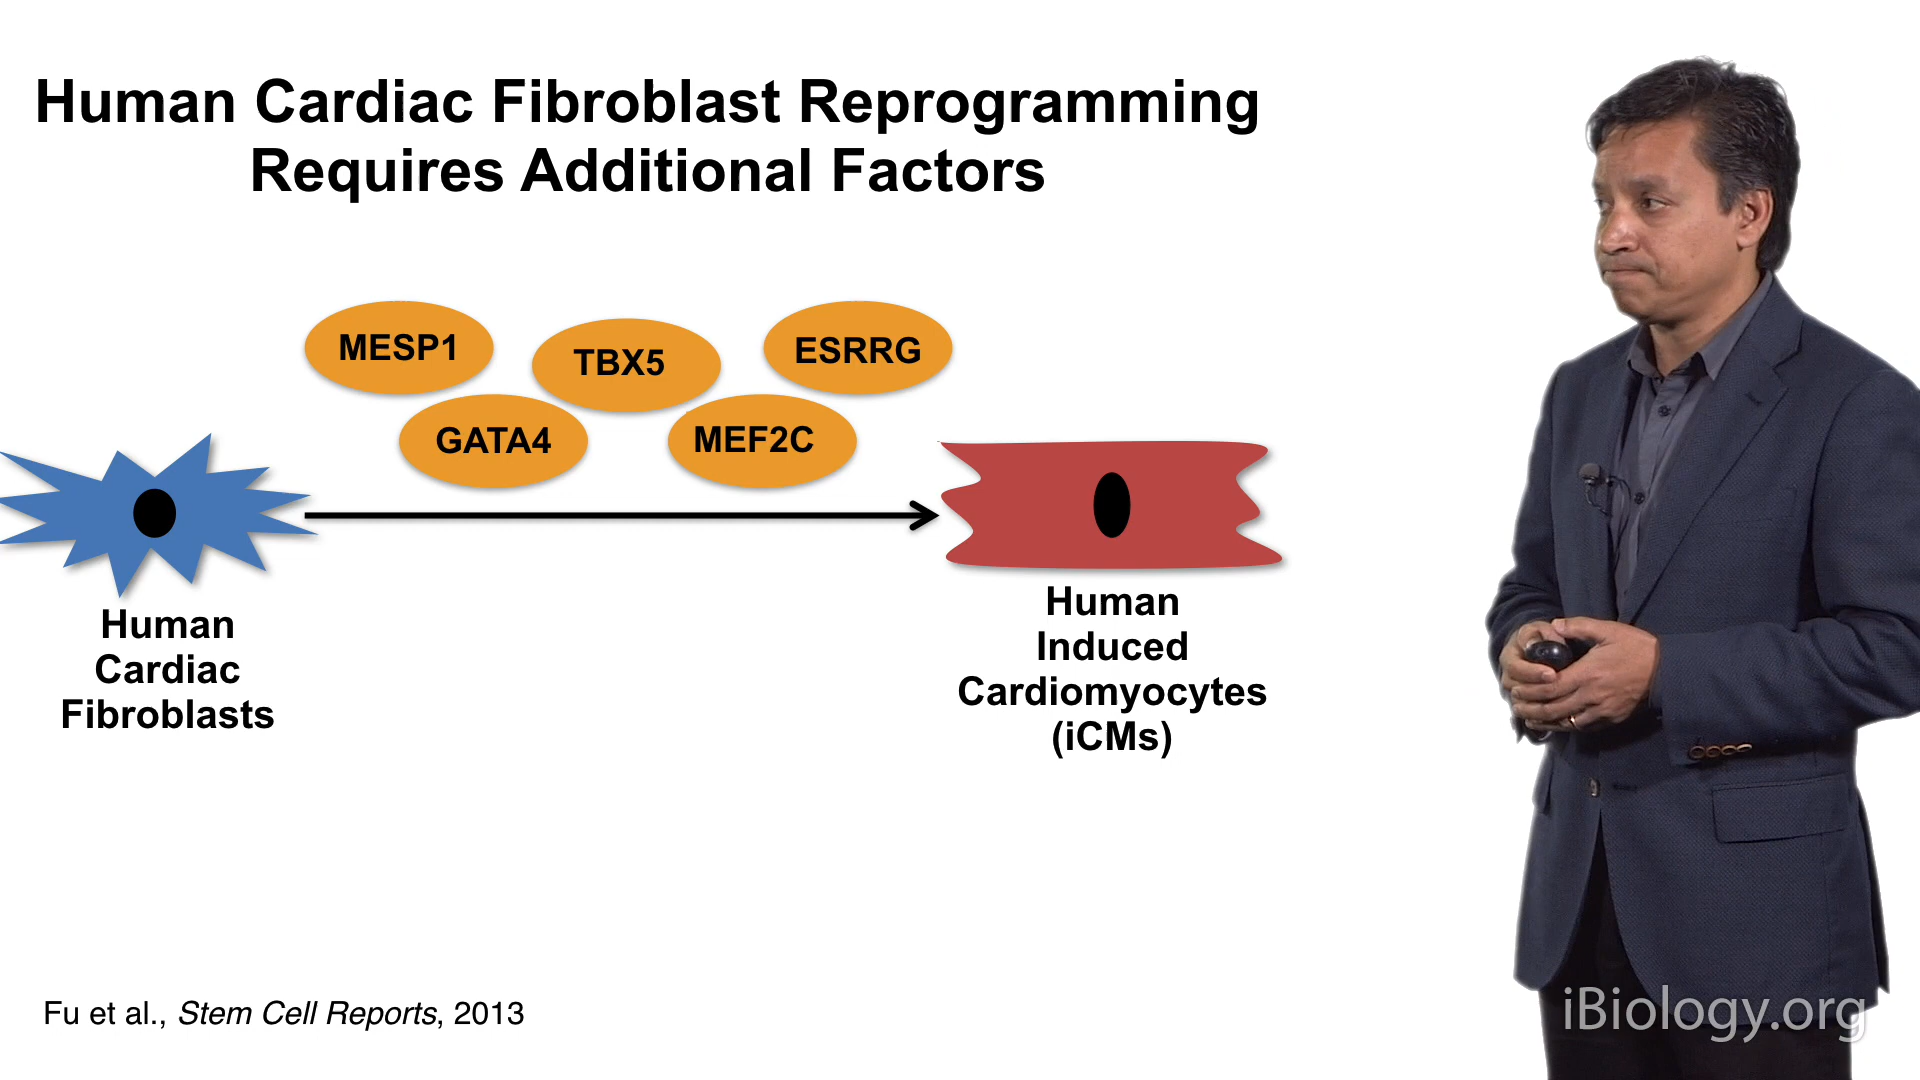 Human Cardiac Fibroblast Reprogramming
Requires Additional Factors
MESP1
TBX5
ESRRG
GATA4
MEF2C
Human
Cardiac
Fibroblasts
Human
Induced
Cardiomyocytes
(iCMs)
Fu et al., Stem Cell Reports, 2013
iBiology.org